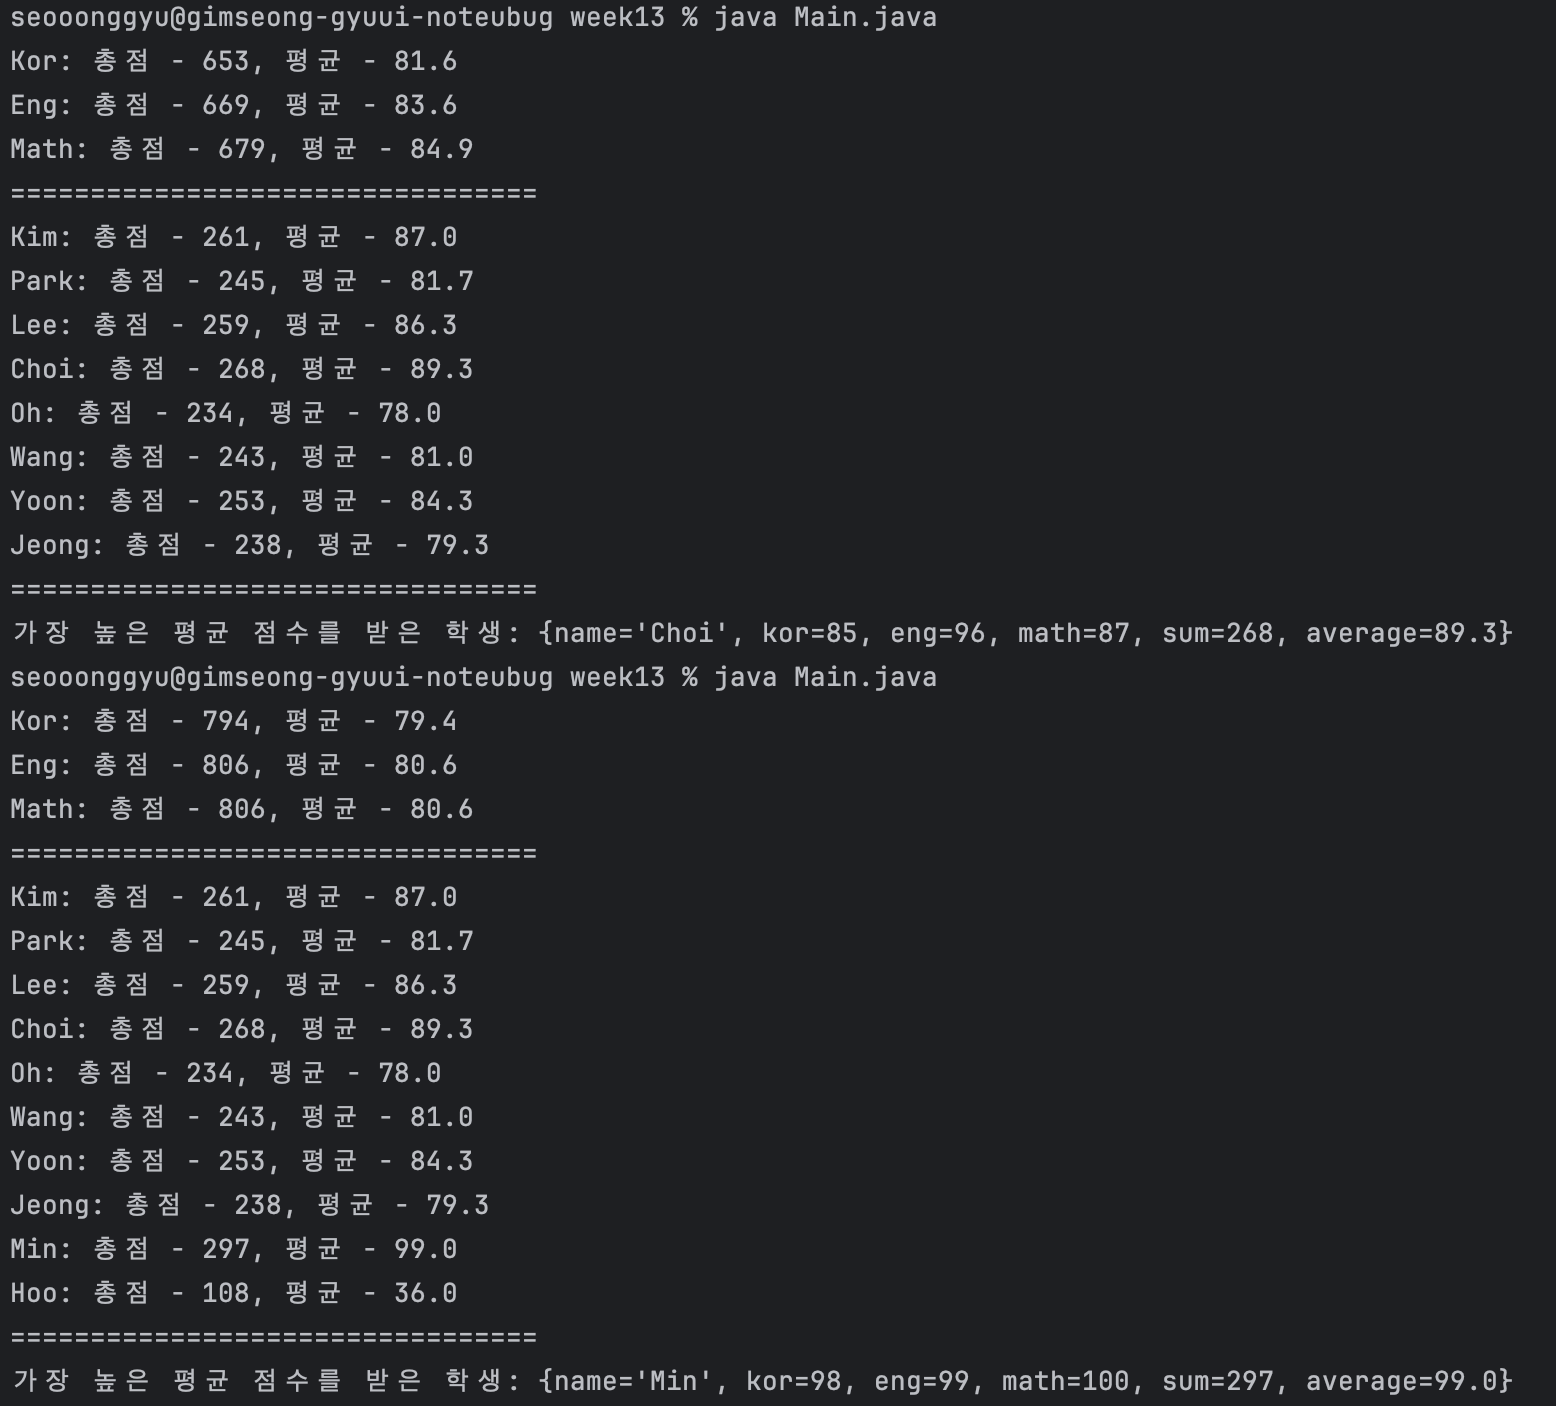 seooonggyu@gimseong-gyuui-noteubug week13 % java Main.java
Kor: 총점 - 653, 평균 - 81.6
Eng: 총점 - 669, 평균 - 83.6
Math: 총점 - 679, 평균 - 84.9
=================================
Kim: 총점 - 261, 평균 - 87.0
Park: 총점 - 245, 평균 - 81.7
Lee: 총점 - 259, 평균 - 86.3
Choi: 총점 - 268, 평균 - 89.3
Oh: 총점 - 234, 평균 - 78.0
Wang: 총점 - 243, 평균 - 81.0
Yoon: 총점 - 253, 평균 - 84.3
Jeong: 총점 - 238, 평균 - 79.3
=================================
가장 높은 평균 점수를 받은 학생: {name='Choi', kor=85, eng=96, math=87, sum=268, average=89.3}
seooonggyu@gimseong-gyuui-noteubug week13 % java Main.java
Kor: 총점 - 794, 평균 - 79.4
Eng: 총점 - 806, 평균 - 80.6
Math: 총점 - 806, 평균 - 80.6
=================================
Kim: 총점 - 261, 평균 - 87.0
Park: 총점 - 245, 평균 - 81.7
Lee: 총점 - 259, 평균 - 86.3
Choi: 총점 - 268, 평균 - 89.3
Oh: 총점 - 234, 평균 - 78.0
Wang: 총점 - 243, 평균 - 81.0
Yoon: 총점 - 253, 평균 - 84.3
Jeong: 총점 - 238, 평균 - 79.3
Min: 총점 - 297, 평균 - 99.0
Hoo: 총점 - 108, 평균 - 36.0
=================================
가장 높은 평균 점수를 받은 학생: {name='Min', kor=98, eng=99, math=100, sum=297, average=99.0}